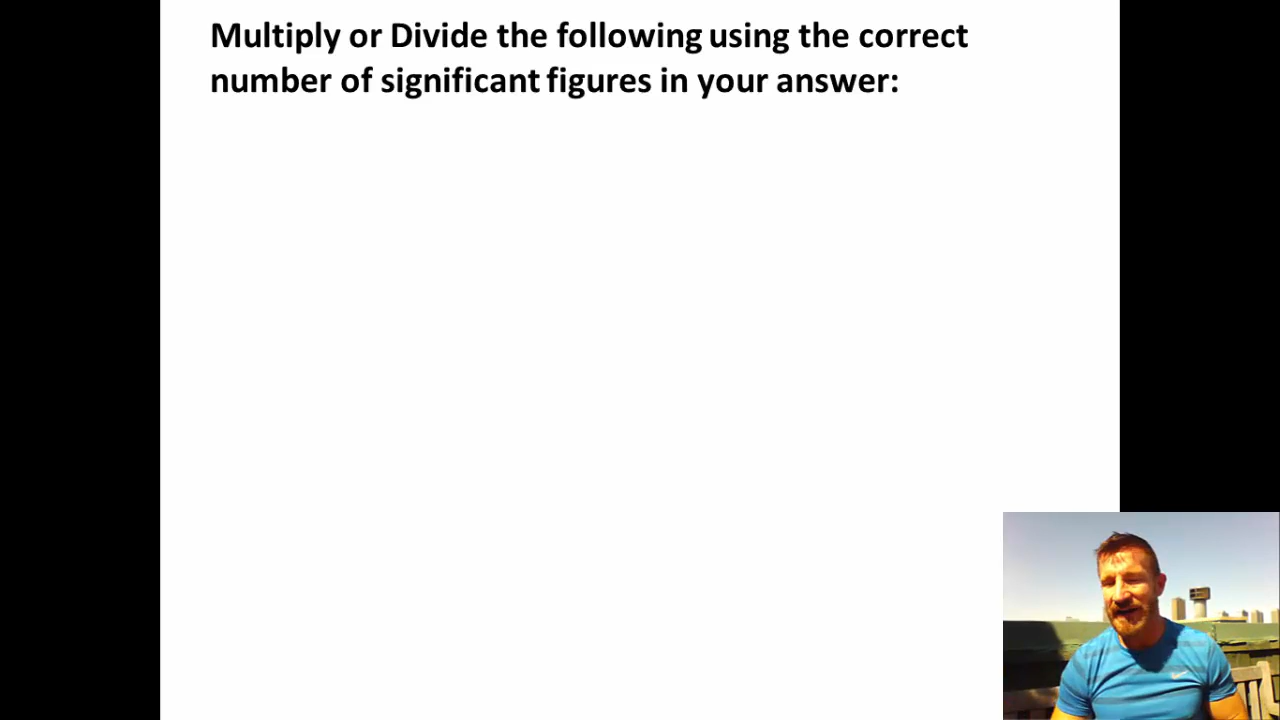 Multiply or Divide the following using the correct
number of significant figures in your answer: